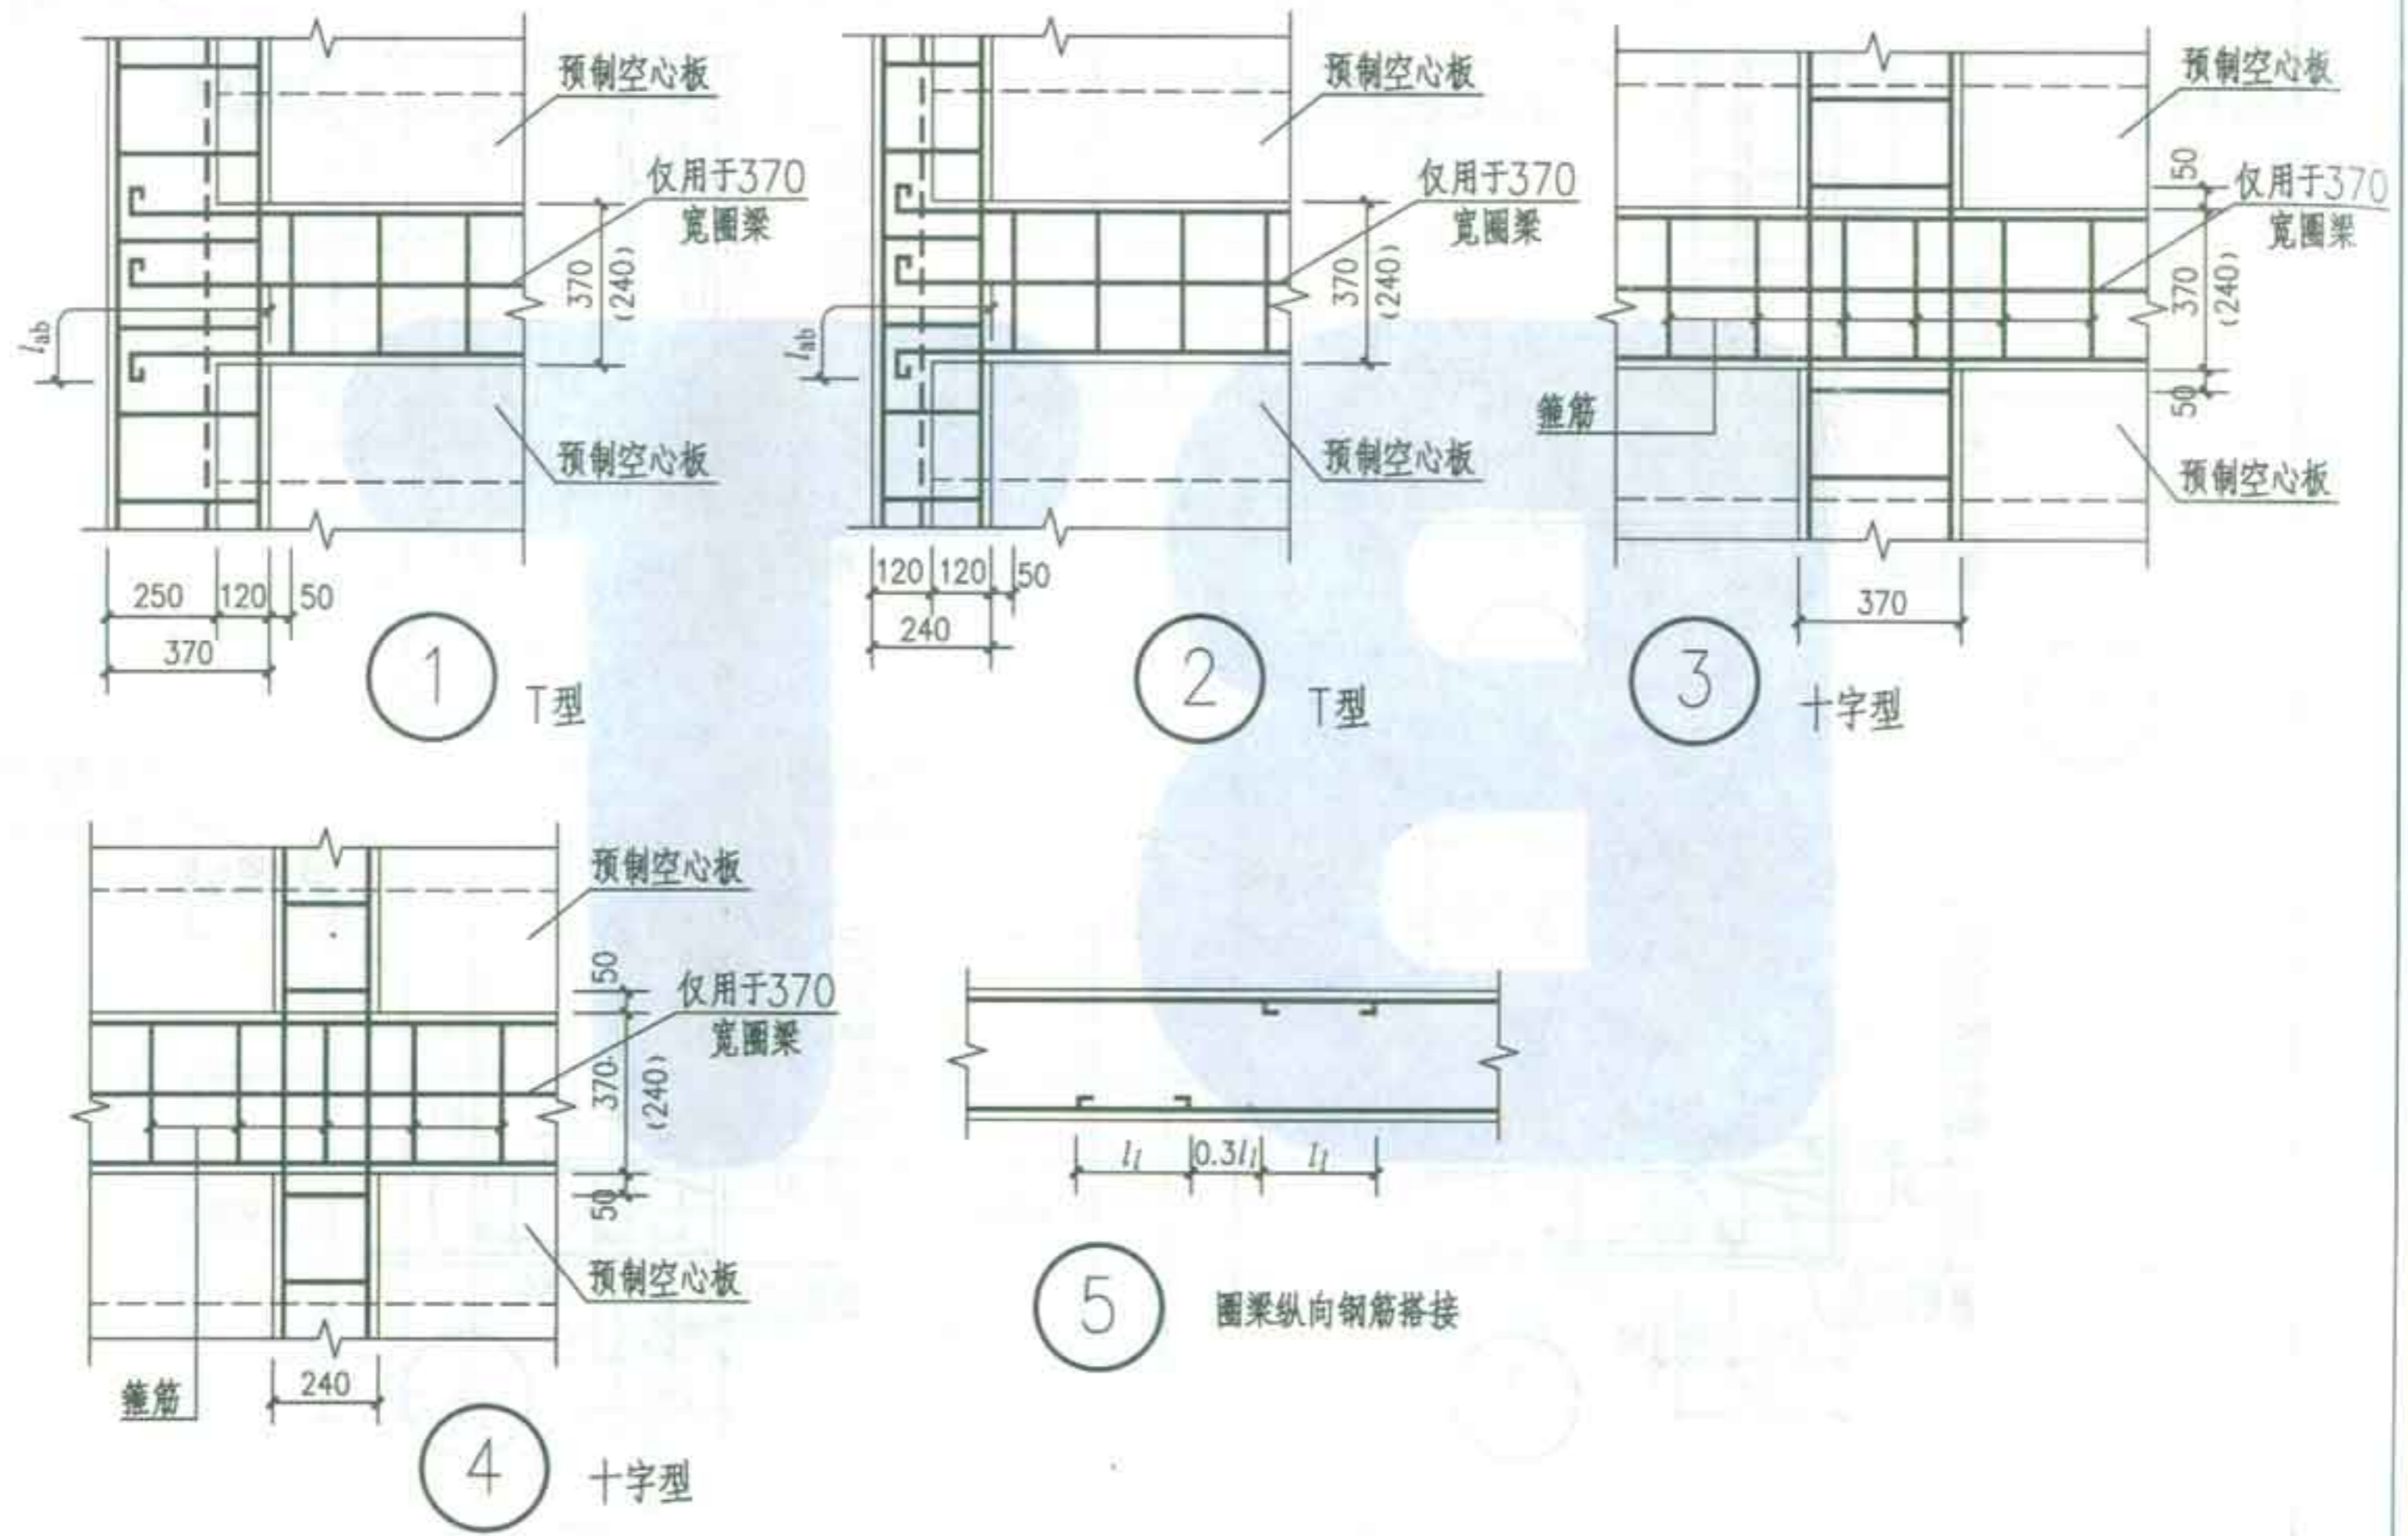 预制空心板
仅用于370
宽圈梁
370
(240)
lab
预制空心板
250
120
50
370
1
T型
预制空心板
仅用于370
宽圈梁
370
(240)
lab
预制空心板
120
120
50
240
2
T型
预制空心板
50
仅用于370
宽圈梁
370
(240)
箍筋
50
预制空心板
370
3
十字型
预制空心板
50
仅用于370
宽圈梁
370
(240)
50
预制空心板
箍筋
240
4
十字型
ll
0.3ll
ll
5
圈梁纵向钢筋搭接